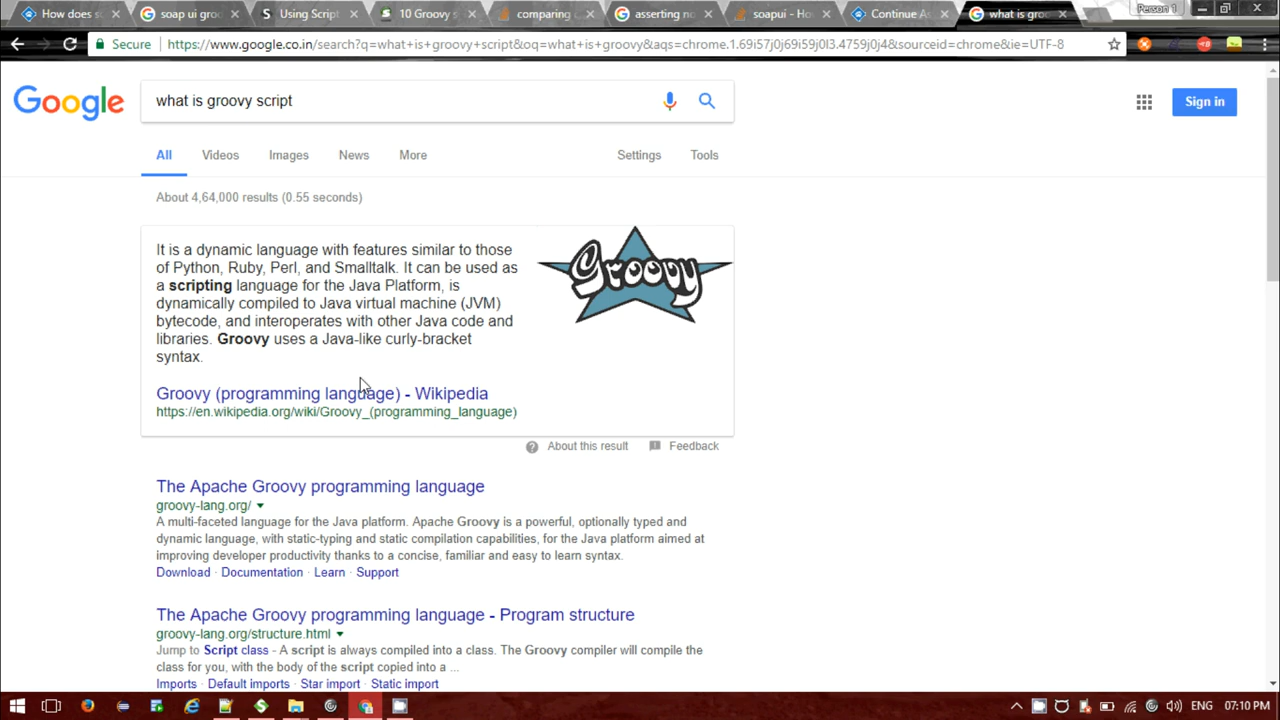 How does s
soap ui groo
Using Script
10 Groovy
comparing
asserting no
soapui - Ho
Continue A
what is groo
Person 1
Secure
https://www.google.co.in/search?q=what+is+groovy+script&oq=what+is+groovy&aqs=chrome.1.69i57j0j69i59j0l3.4759j0j4&sourceid=chrome&ie=UTF-8
Google
what is groovy script
Sign in
All
Videos
Images
News
More
Settings
Tools
About 4,64,000 results (0.55 seconds)
It is a dynamic language with features similar to those
of Python, Ruby, Perl, and Smalltalk. It can be used as
a scripting language for the Java Platform, is
dynamically compiled to Java virtual machine (JVM)
bytecode, and interoperates with other Java code and
libraries. Groovy uses a Java-like curly-bracket
syntax.
Groovy
Groovy (programming language) - Wikipedia
https://en.wikipedia.org/wiki/Groovy_(programming_language)
About this result
Feedback
The Apache Groovy programming language
groovy-lang.org/
A multi-faceted language for the Java platform. Apache Groovy is a powerful, optionally typed and
dynamic language, with static-typing and static compilation capabilities, for the Java platform aimed at
improving developer productivity thanks to a concise, familiar and easy to learn syntax.
Download · Documentation · Learn · Support
The Apache Groovy programming language - Program structure
groovy-lang.org/structure.html
Jump to Script class - A script is always compiled into a class. The Groovy compiler will compile the
class for you, with the body of the script copied into a ...
Imports · Default imports · Star import · Static import
ENG
07:10 PM